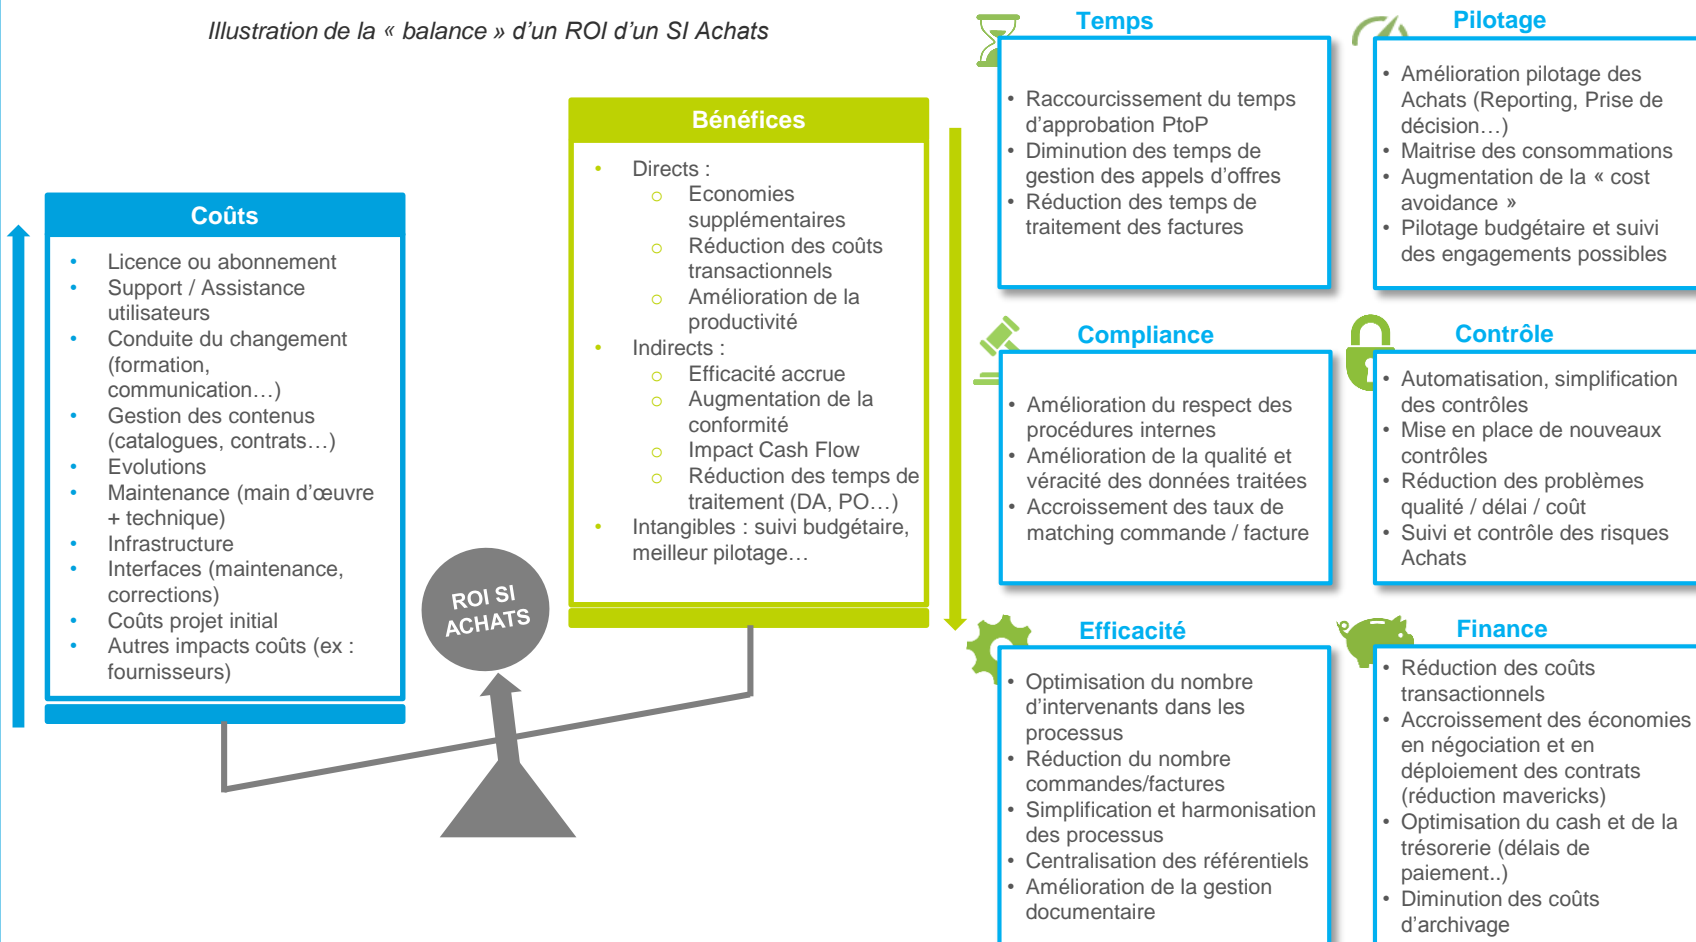 Illustration de la « balance » d'un ROI d'un SI Achats
Coûts
• Licence ou abonnement
• Support / Assistance
utilisateurs
• Conduite du changement
(formation,
communication…)
• Gestion des contenus
(catalogues, contrats…)
• Evolutions
• Maintenance (main d'œuvre
+ technique)
• Infrastructure
• Interfaces (maintenance,
corrections)
• Coûts projet initial
• Autres impacts coûts (ex :
fournisseurs)
ROI SI
ACHATS
Bénéfices
• Directs :
o Economies
supplémentaires
o Réduction des coûts
transactionnels
o Amélioration de la
productivité
• Indirects :
o Efficacité accrue
o Augmentation de la
conformité
o Impact Cash Flow
o Réduction des temps de
traitement (DA, PO…)
• Intangibles : suivi budgétaire,
meilleur pilotage…
Temps
• Raccourcissement du temps
d'approbation PtoP
• Diminution des temps de
gestion des appels d'offres
• Réduction des temps de
traitement des factures
Pilotage
• Amélioration pilotage des
Achats (Reporting, Prise de
décision…)
• Maitrise des consommations
• Augmentation de la « cost
avoidance »
• Pilotage budgétaire et suivi
des engagements possibles
Compliance
• Amélioration du respect des
procédures internes
• Amélioration de la qualité et
véracité des données traitées
• Accroissement des taux de
matching commande / facture
Contrôle
• Automatisation, simplification
des contrôles
• Mise en place de nouveaux
contrôles
• Réduction des problèmes
qualité / délai / coût
• Suivi et contrôle des risques
Achats
Efficacité
• Optimisation du nombre
d'intervenants dans les
processus
• Réduction du nombre
commandes/factures
• Simplification et harmonisation
des processus
• Centralisation des référentiels
• Amélioration de la gestion
documentaire
Finance
• Réduction des coûts
transactionnels
• Accroissement des économies
en négociation et en
déploiement des contrats
(réduction mavericks)
• Optimisation du cash et de la
trésorerie (délais de
paiement..)
• Diminution des coûts
d'archivage